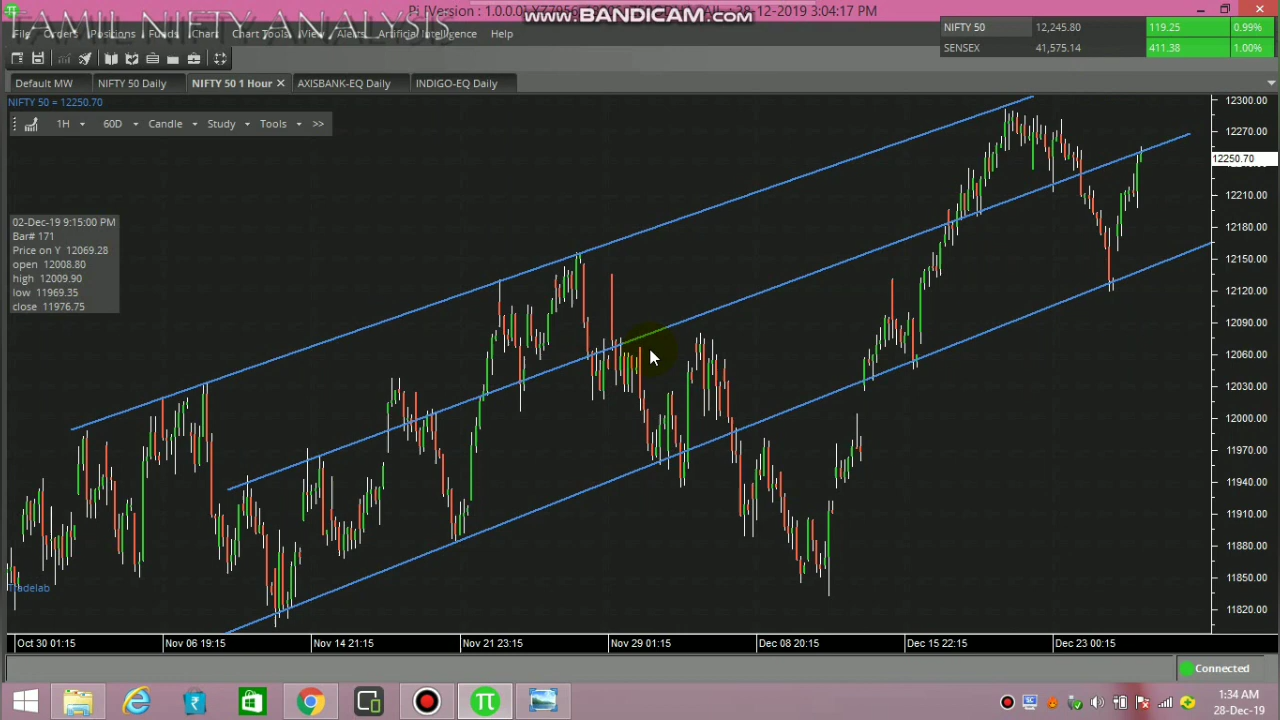 TAMIL NIFTY ANALYSIS
WWW.BANDICAM.COM
28-12-2019 3:04:17 PM
Orders Positions Funds Chart Chart Tools View Alerts Artificial Intelligence Help
NIFTY 50 12,245.80 119.25 0.99%
SENSEX 41,575.14 411.38 1.00%
Default MW NIFTY 50 Daily NIFTY 50 1 Hour AXISBANK-EQ Daily INDIGO-EQ Daily
NIFTY 50 = 12250.70
1H 60D Candle Study Tools >>
02-Dec-19 9:15:00 PM
Bar# 171
Price on Y 12069.28
open 12008.80
high 12009.90
low 11969.35
close 11976.75
12300.00
12270.00
12250.70
12210.00
12180.00
12150.00
12120.00
12090.00
12060.00
12030.00
12000.00
11970.00
11940.00
11910.00
11880.00
11850.00
11820.00
Tradelab
Oct 30 01:15 Nov 06 19:15 Nov 14 21:15 Nov 21 23:15 Nov 29 01:15 Dec 08 20:15 Dec 15 22:15 Dec 23 00:15
Connected
1:34 AM
28-Dec-19